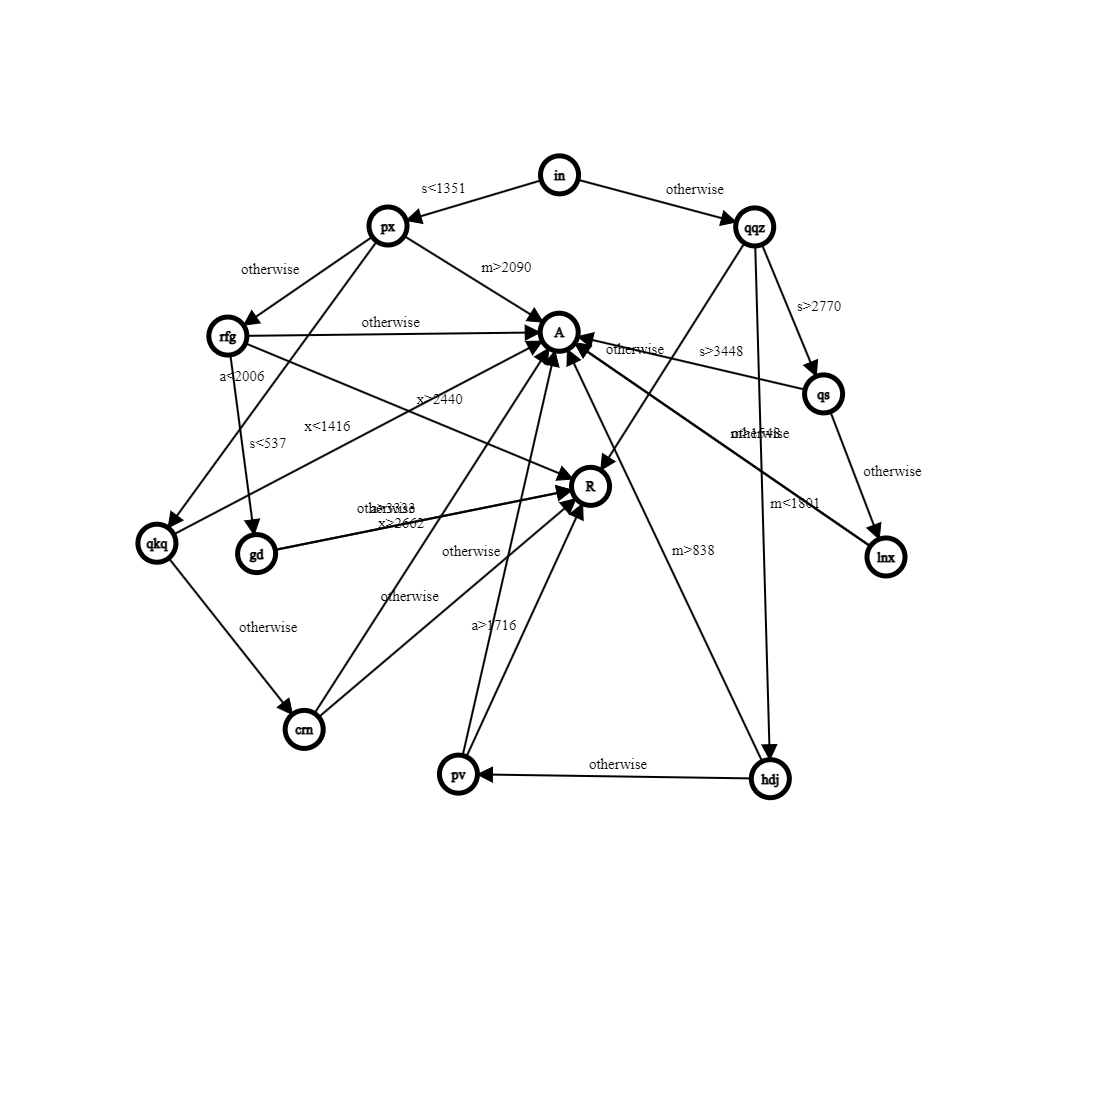 in
s<1351
otherwise
px
qqz
otherwise
m>2090
s>2770
rfg
otherwise
A
otherwise
s>3448
a<2006
x>2440
qs
x<1416
otherwise
m>1548
s<537
otherwise
R
m<1801
otherwise
a>3333
x>2662
qkq
gd
otherwise
m>838
lnx
otherwise
otherwise
a>1716
crn
otherwise
pv
hdj